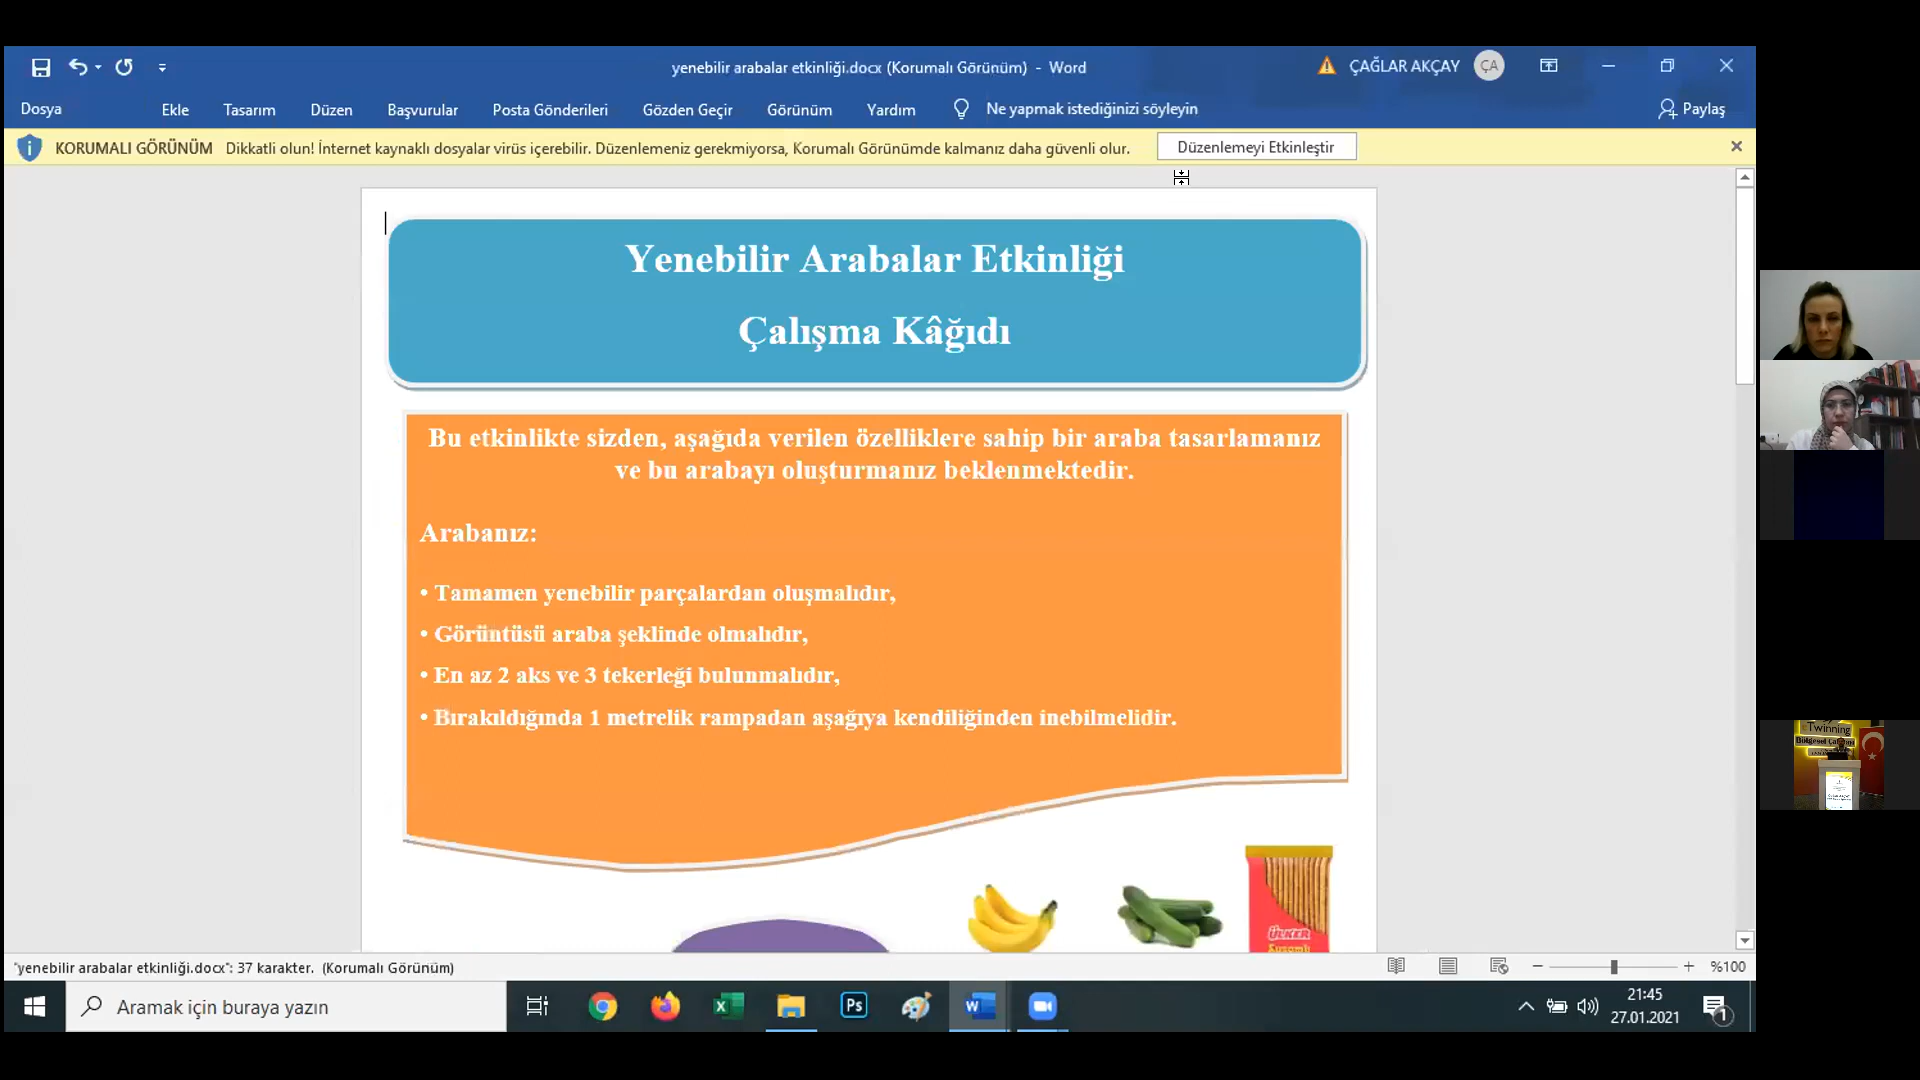 yenebilir arabalar etkinliği.docx (Korumalı Görünüm) - Word
ÇAĞLAR AKÇAY
ÇA
Dosya
Ekle
Tasarım
Düzen
Başvurular
Posta Gönderileri
Gözden Geçir
Görünüm
Yardım
Ne yapmak istediğinizi söyleyin
Paylaş
KORUMALI GÖRÜNÜM Dikkatli olun! İnternet kaynaklı dosyalar virüs içerebilir. Düzenlemeniz gerekmiyorsa, Korumalı Görünümde kalmanız daha güvenli olur.
Düzenlemeyi Etkinleştir
Yenebilir Arabalar Etkinliği
Çalışma Kâğıdı
Bu etkinlikte sizden, aşağıda verilen özelliklere sahip bir araba tasarlamanız
ve bu arabayı oluşturmanız beklenmektedir.
Arabanız:
• Tamamen yenebilir parçalardan oluşmalıdır,
• Görüntüsü araba şeklinde olmalıdır,
• En az 2 aks ve 3 tekerleği bulunmalıdır,
• Bırakıldığında 1 metrelik rampadan aşağıya kendiliğinden inebilmelidir.
ÜLKER
Twinning
"yenebilir arabalar etkinliği.docx": 37 karakter. (Korumalı Görünüm)
%100
Aramak için buraya yazın
Ps
21:45
27.01.2021
1